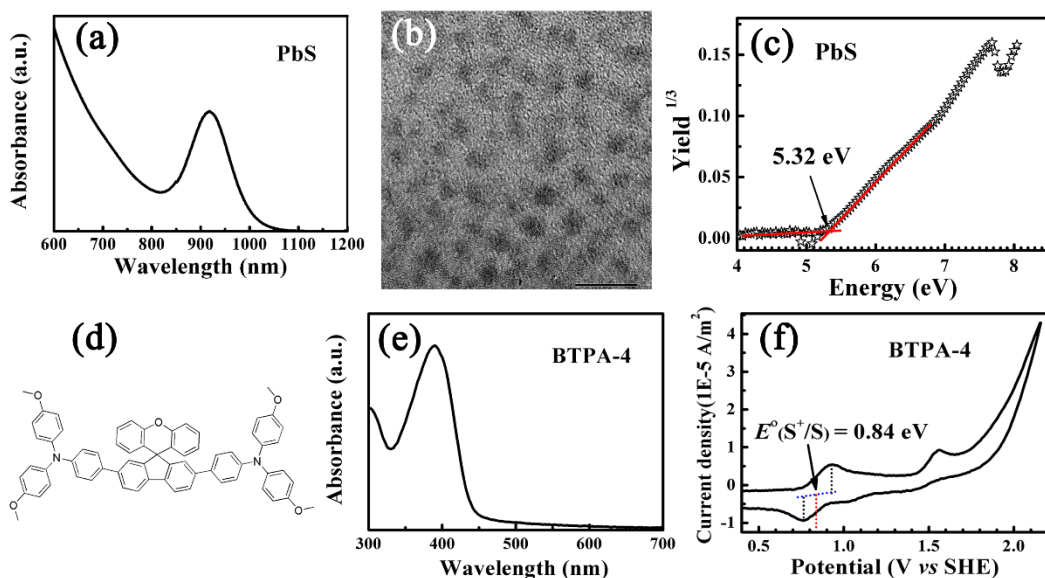 (a)
PbS
Absorbance (a.u.)
600 700 800 900 1000 1100 1200
Wavelength (nm)
(b)
(c)
PbS
Yield 1/3
0.15
0.10
0.05
0.00
5.32 eV
4 5 6 7 8
Energy (eV)
(d)
O
O
O
N
N
O
O
(e)
BTPA-4
Absorbance (a.u.)
300 400 500 600 700
Wavelength (nm)
(f)
BTPA-4
Current density(1E-5 A/m²)
4
3
2
1
0
-1
E°(S⁺/S) = 0.84 eV
0.5 1.0 1.5 2.0
Potential (V vs SHE)